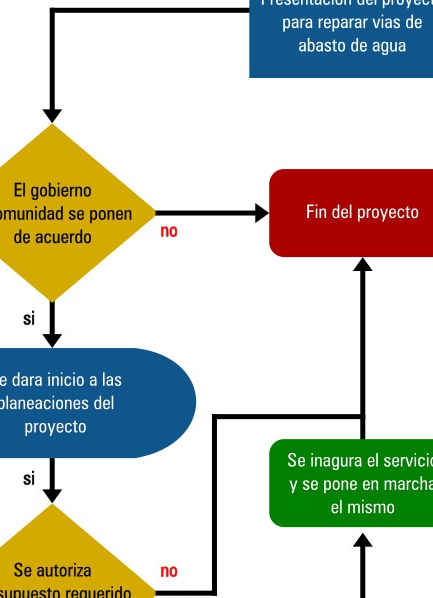 Presentación del proyecto
para reparar vias de
abasto de agua
El gobierno
comunidad se ponen
de acuerdo
no
Fin del proyecto
si
e dara inicio a las
planeaciones del
proyecto
si
Se inagura el servicio
y se pone en marcha
el mismo
no
Se autoriza
supuesto requerido